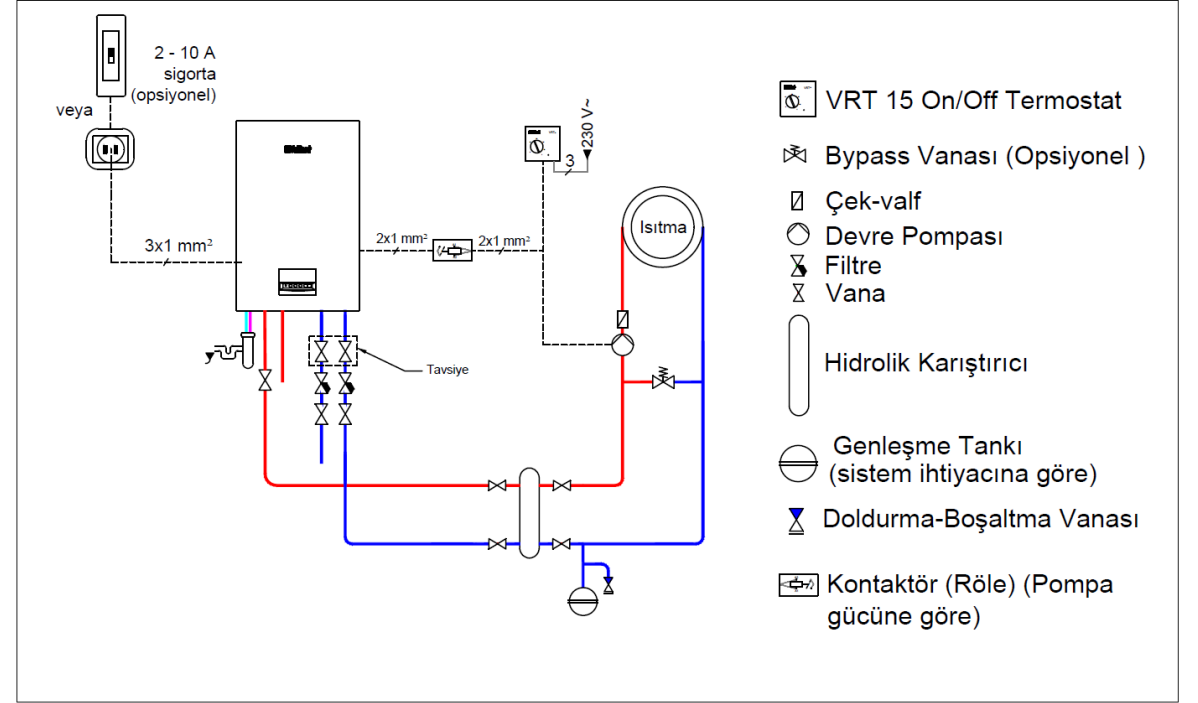 2 - 10 A
sigorta
(opsiyonel)
veya
3x1 mm²
2x1 mm²
2x1 mm²
3
230 V~
Isıtma
Tavsiye
VRT 15 On/Off Termostat
Bypass Vanası (Opsiyonel )
Çek-valf
Devre Pompası
Filtre
Vana
Hidrolik Karıştırıcı
Genleşme Tankı
(sistem ihtiyacına göre)
Doldurma-Boşaltma Vanası
Kontaktör (Röle) (Pompa
gücüne göre)